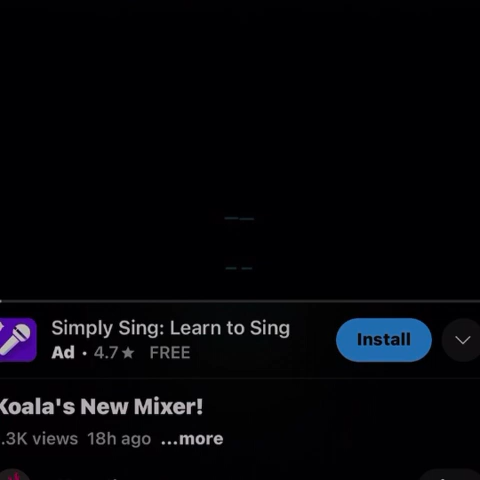 Simply Sing: Learn to Sing
Ad • 4.7★ FREE
Install
Koala's New Mixer!
.3K views 18h ago ...more